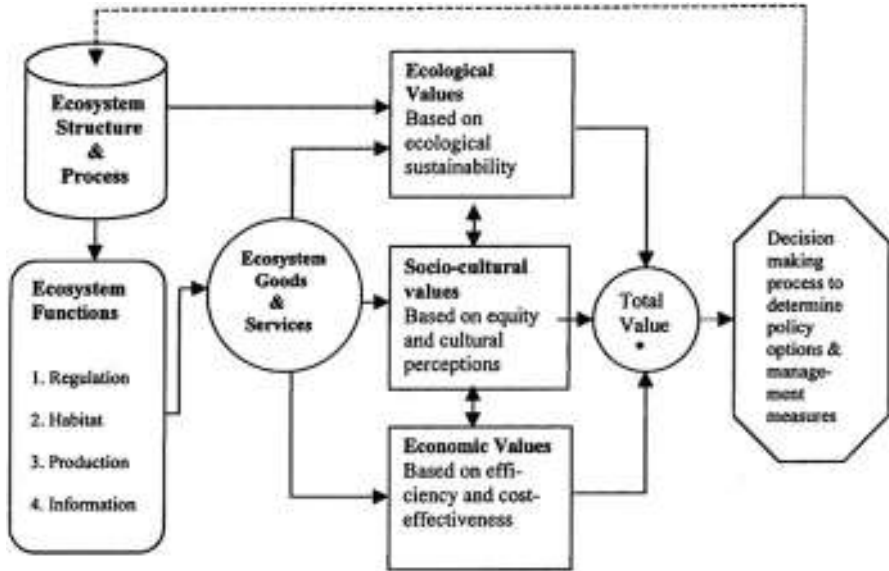 Ecosystem
Structure
&
Process
Ecosystem
Functions
1. Regulation
2. Habitat
3. Production
4. Information
Ecosystem
Goods
&
Services
Ecological
Values
Based on
ecological
sustainability
Socio-cultural
values
Based on equity
and cultural
perceptions
Economic Values
Based on effi-
ciency and cost-
effectiveness
Total
Value
*
Decision
making
process to
determine
policy
options &
manage-
ment
measures